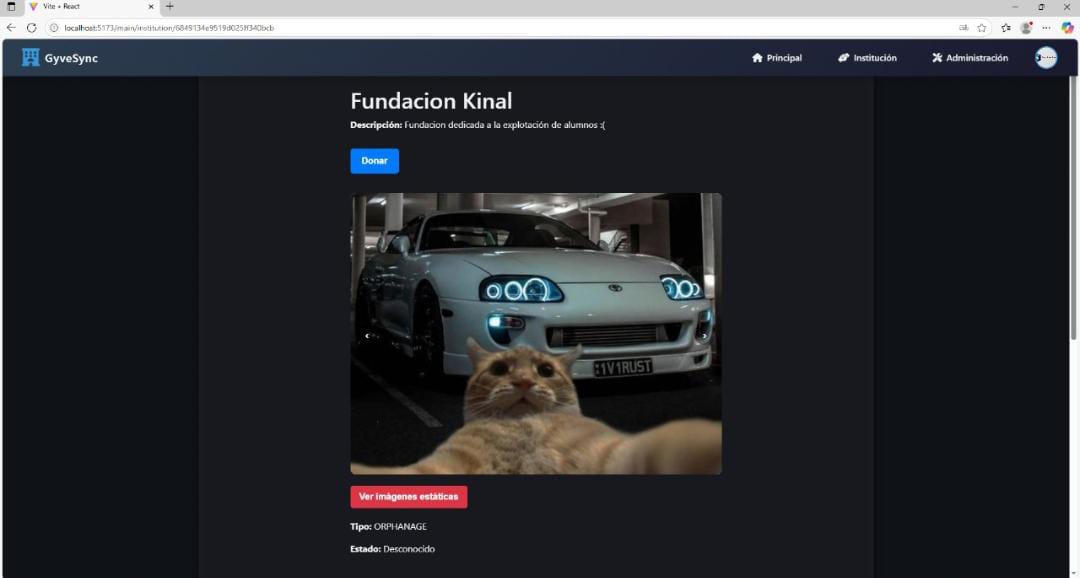 Vite + React
localhost:5173/main/institution/6849134e9519d025ff340bcb
GyveSync
Principal
Institución
Administración
Fundacion Kinal
Descripción: Fundacion dedicada a la explotación de alumnos :(
Donar
1V1RUST
Ver imágenes estáticas
Tipo: ORPHANAGE
Estado: Desconocido